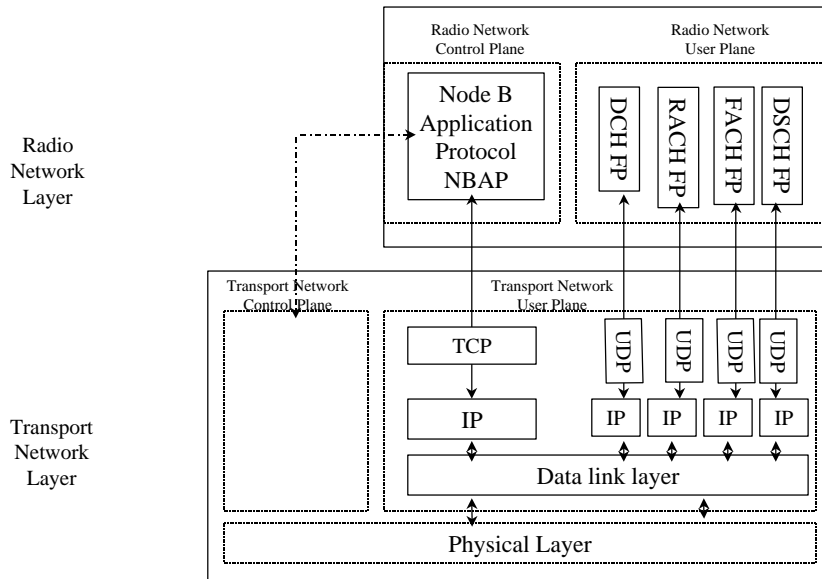 Radio Network
Control Plane
Radio Network
User Plane
Node B
Application
Protocol
NBAP
DCH FP
RACH FP
FACH FP
DSCH FP
Radio
Network
Layer
Transport Network
Control Plane
Transport Network
User Plane
TCP
UDP
UDP
UDP
UDP
IP
IP
IP
IP
IP
Transport
Network
Layer
Data link layer
Physical Layer